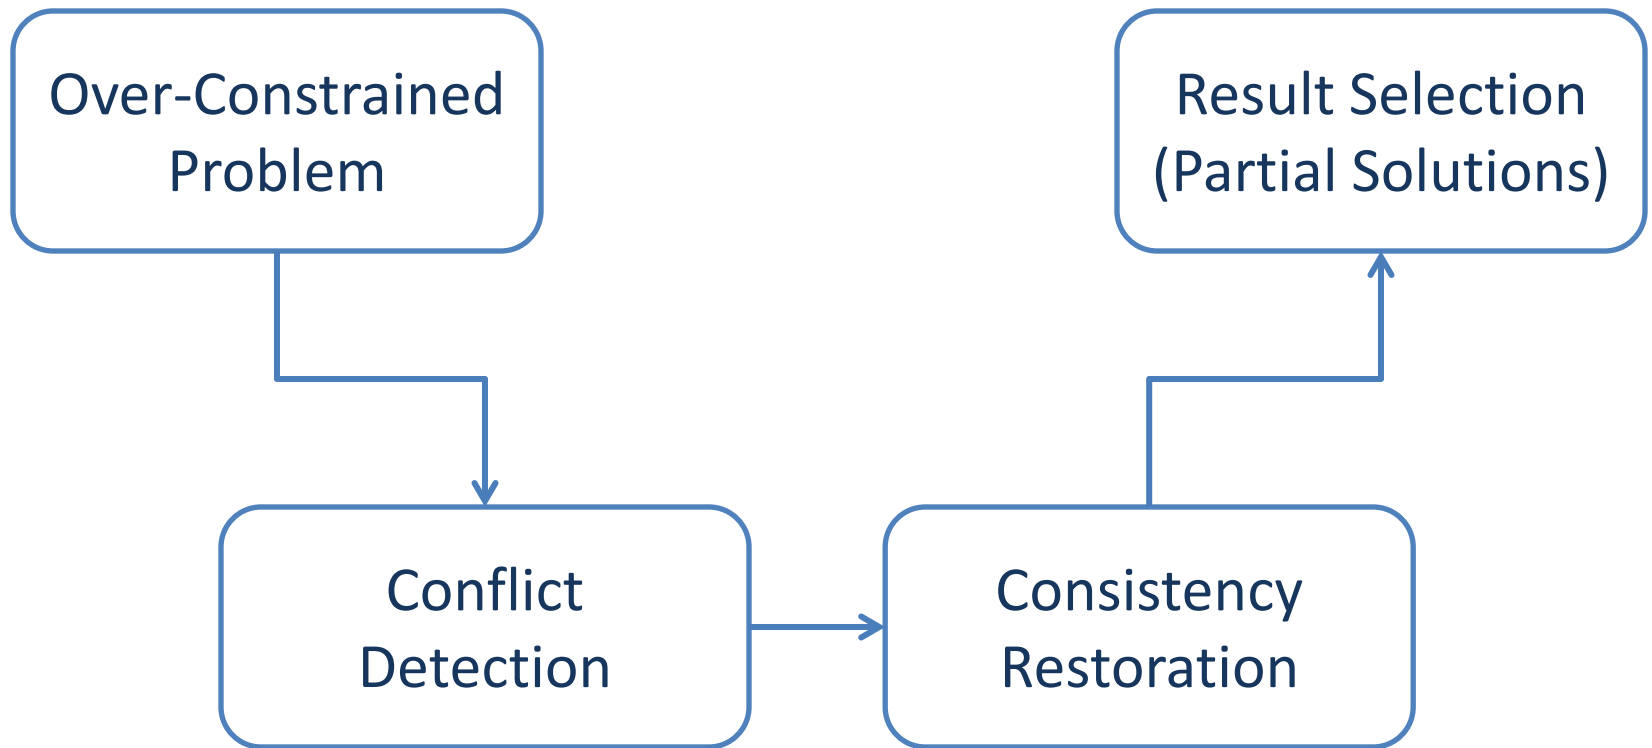 Over-Constrained
Problem
Result Selection
(Partial Solutions)
Conflict
Detection
Consistency
Restoration